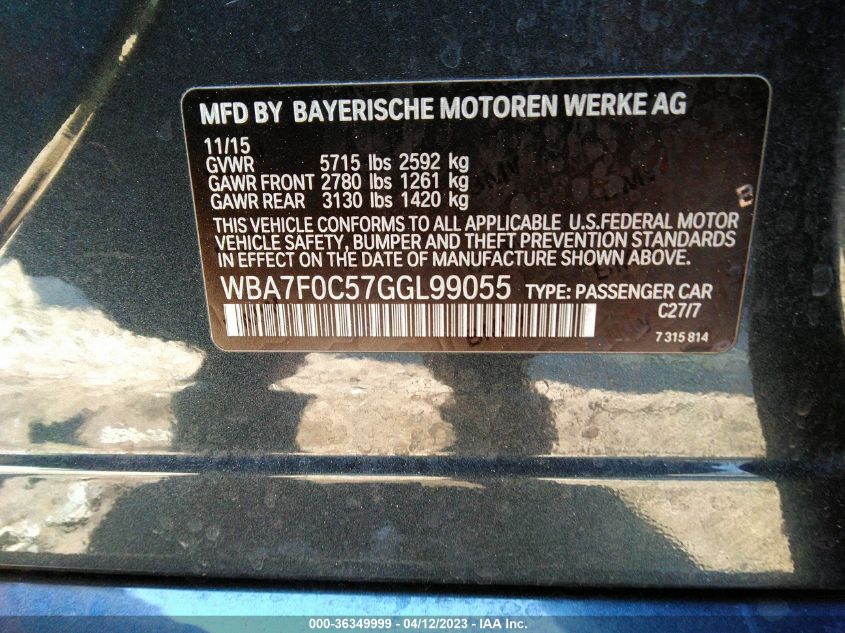 MFD BY BAYERISCHE MOTOREN WERKE AG
11/15
GVWR 5715 lbs 2592 kg
GAWR FRONT 2780 lbs 1261 kg
GAWR REAR 3130 lbs 1420 kg
THIS VEHICLE CONFORMS TO ALL APPLICABLE U.S.FEDERAL MOTOR
VEHICLE SAFETY, BUMPER AND THEFT PREVENTION STANDARDS
IN EFFECT ON THE DATE OF MANUFACTURE SHOWN ABOVE.
WBA7F0C57GGL99055 TYPE: PASSENGER CAR
C27/7
7 315 814
000-36349999 - 04/12/2023 - IAA Inc.